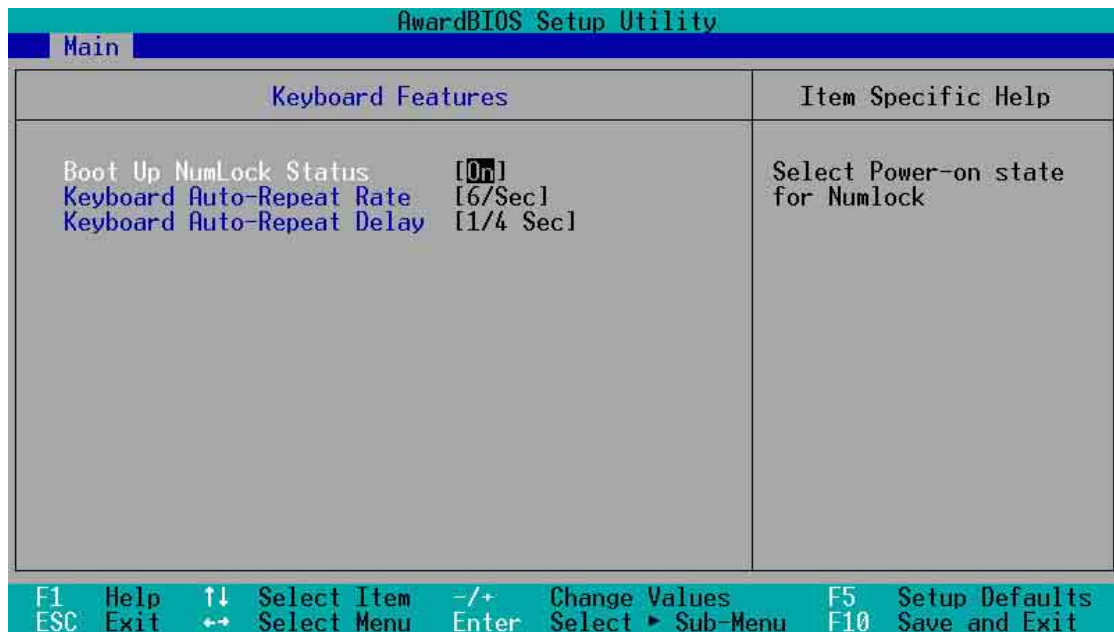 AwardBIOS Setup Utility
Main
Keyboard Features
Item Specific Help
Boot Up NumLock Status [On]
Keyboard Auto-Repeat Rate [6/Sec]
Keyboard Auto-Repeat Delay [1/4 Sec]
Select Power-on state
for Numlock
F1 Help ↑↓ Select Item -/+ Change Values F5 Setup Defaults
ESC Exit ←→ Select Menu Enter Select ► Sub-Menu F10 Save and Exit